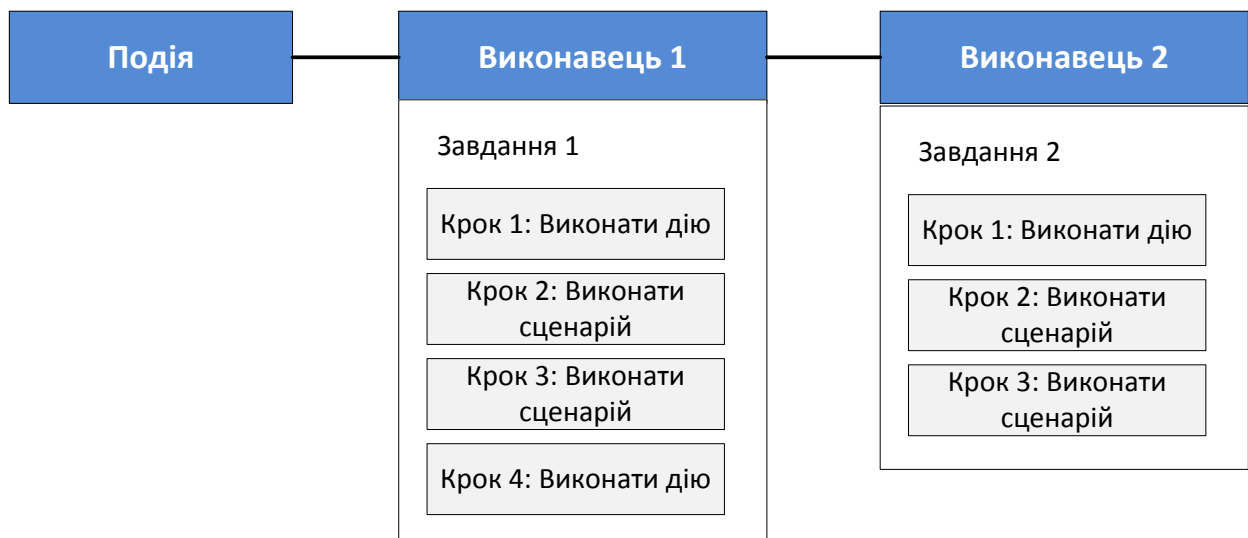 Подія
Виконавець 1
Виконавець 2
Завдання 1
Крок 1: Виконати дію
Крок 2: Виконати
сценарій
Крок 3: Виконати
сценарій
Крок 4: Виконати дію
Завдання 2
Крок 1: Виконати дію
Крок 2: Виконати
сценарій
Крок 3: Виконати
сценарій